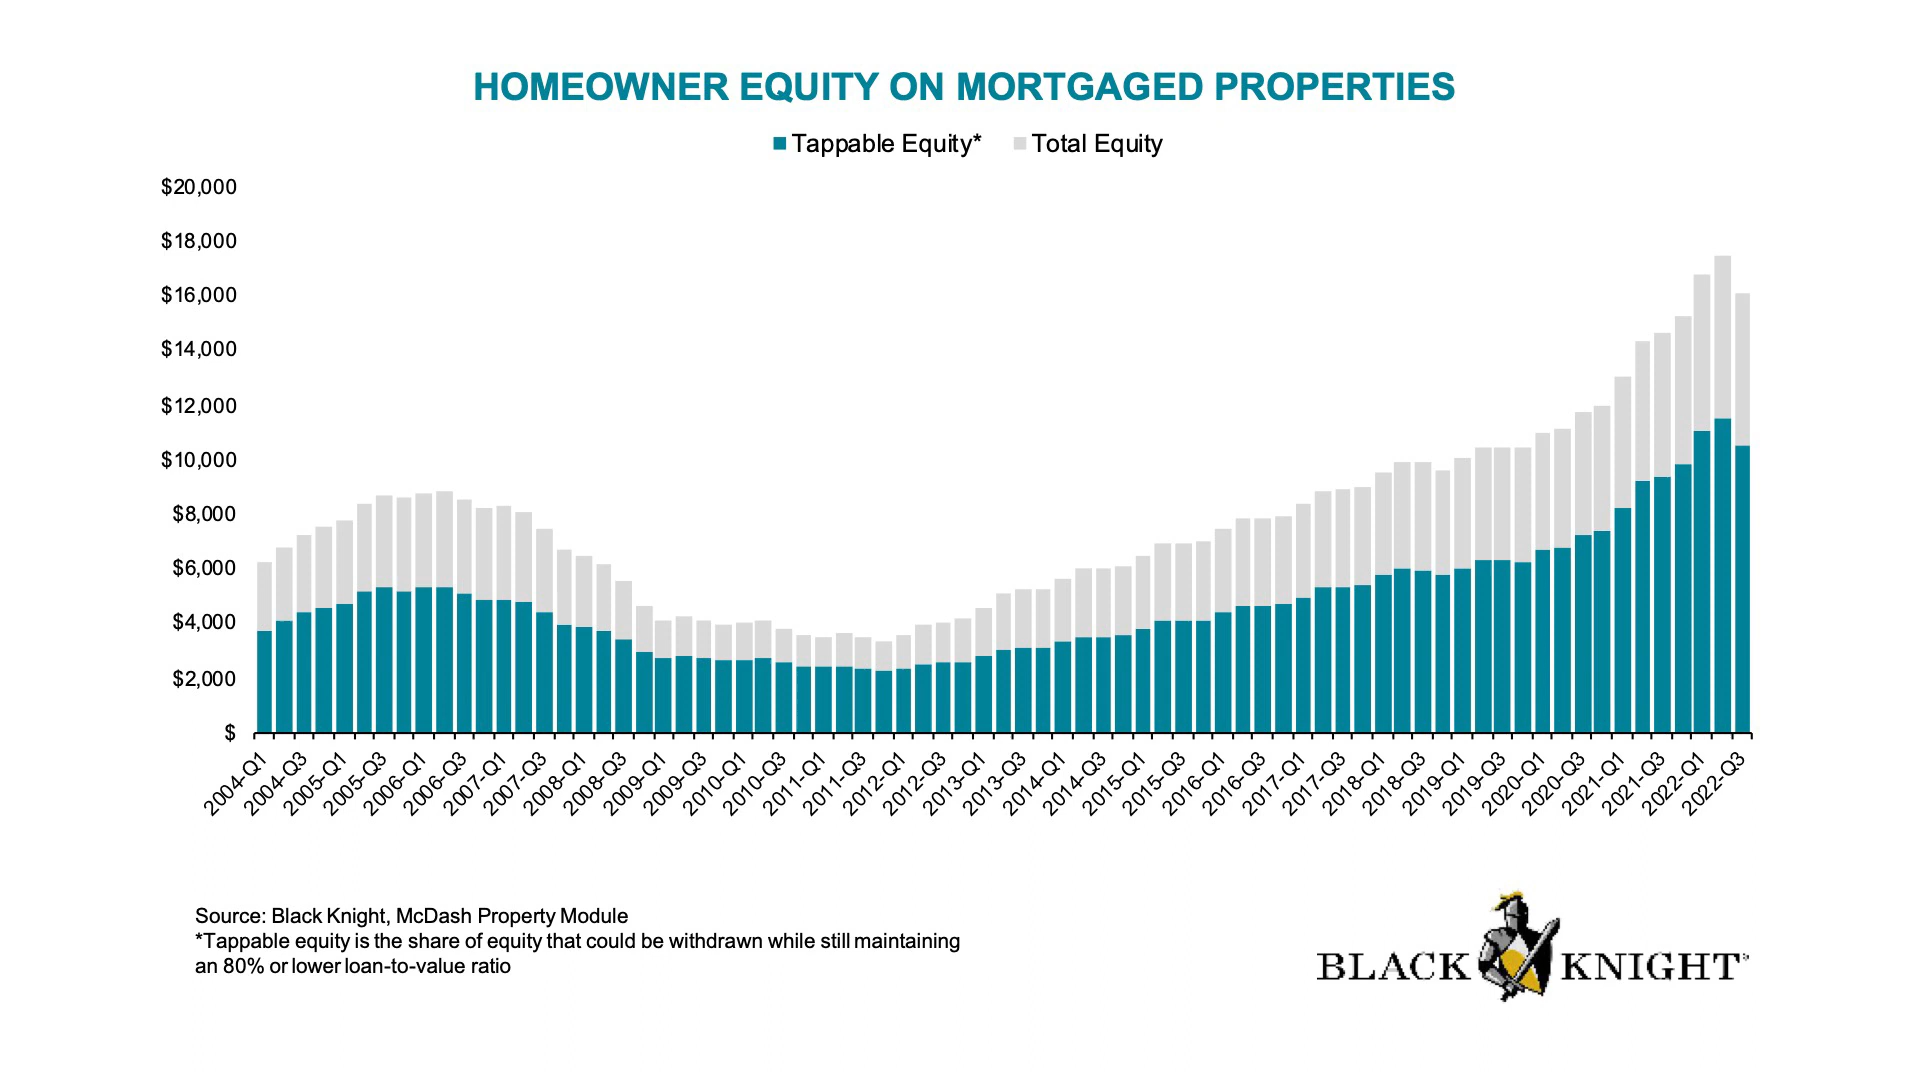 HOMEOWNER EQUITY ON MORTGAGED PROPERTIES
Tappable Equity* Total Equity
$20,000
$18,000
$16,000
$14,000
$12,000
$10,000
$8,000
$6,000
$4,000
$2,000
$
2004-Q1 2004-Q3 2005-Q1 2005-Q3 2006-Q1 2006-Q3 2007-Q1 2007-Q3 2008-Q1 2008-Q3 2009-Q1 2009-Q3 2010-Q1 2010-Q3 2011-Q1 2011-Q3 2012-Q1 2012-Q3 2013-Q1 2013-Q3 2014-Q1 2014-Q3 2015-Q1 2015-Q3 2016-Q1 2016-Q3 2017-Q1 2017-Q3 2018-Q1 2018-Q3 2019-Q1 2019-Q3 2020-Q1 2020-Q3 2021-Q1 2021-Q3 2022-Q1 2022-Q3
Source: Black Knight, McDash Property Module
*Tappable equity is the share of equity that could be withdrawn while still maintaining
an 80% or lower loan-to-value ratio
BLACK KNIGHT